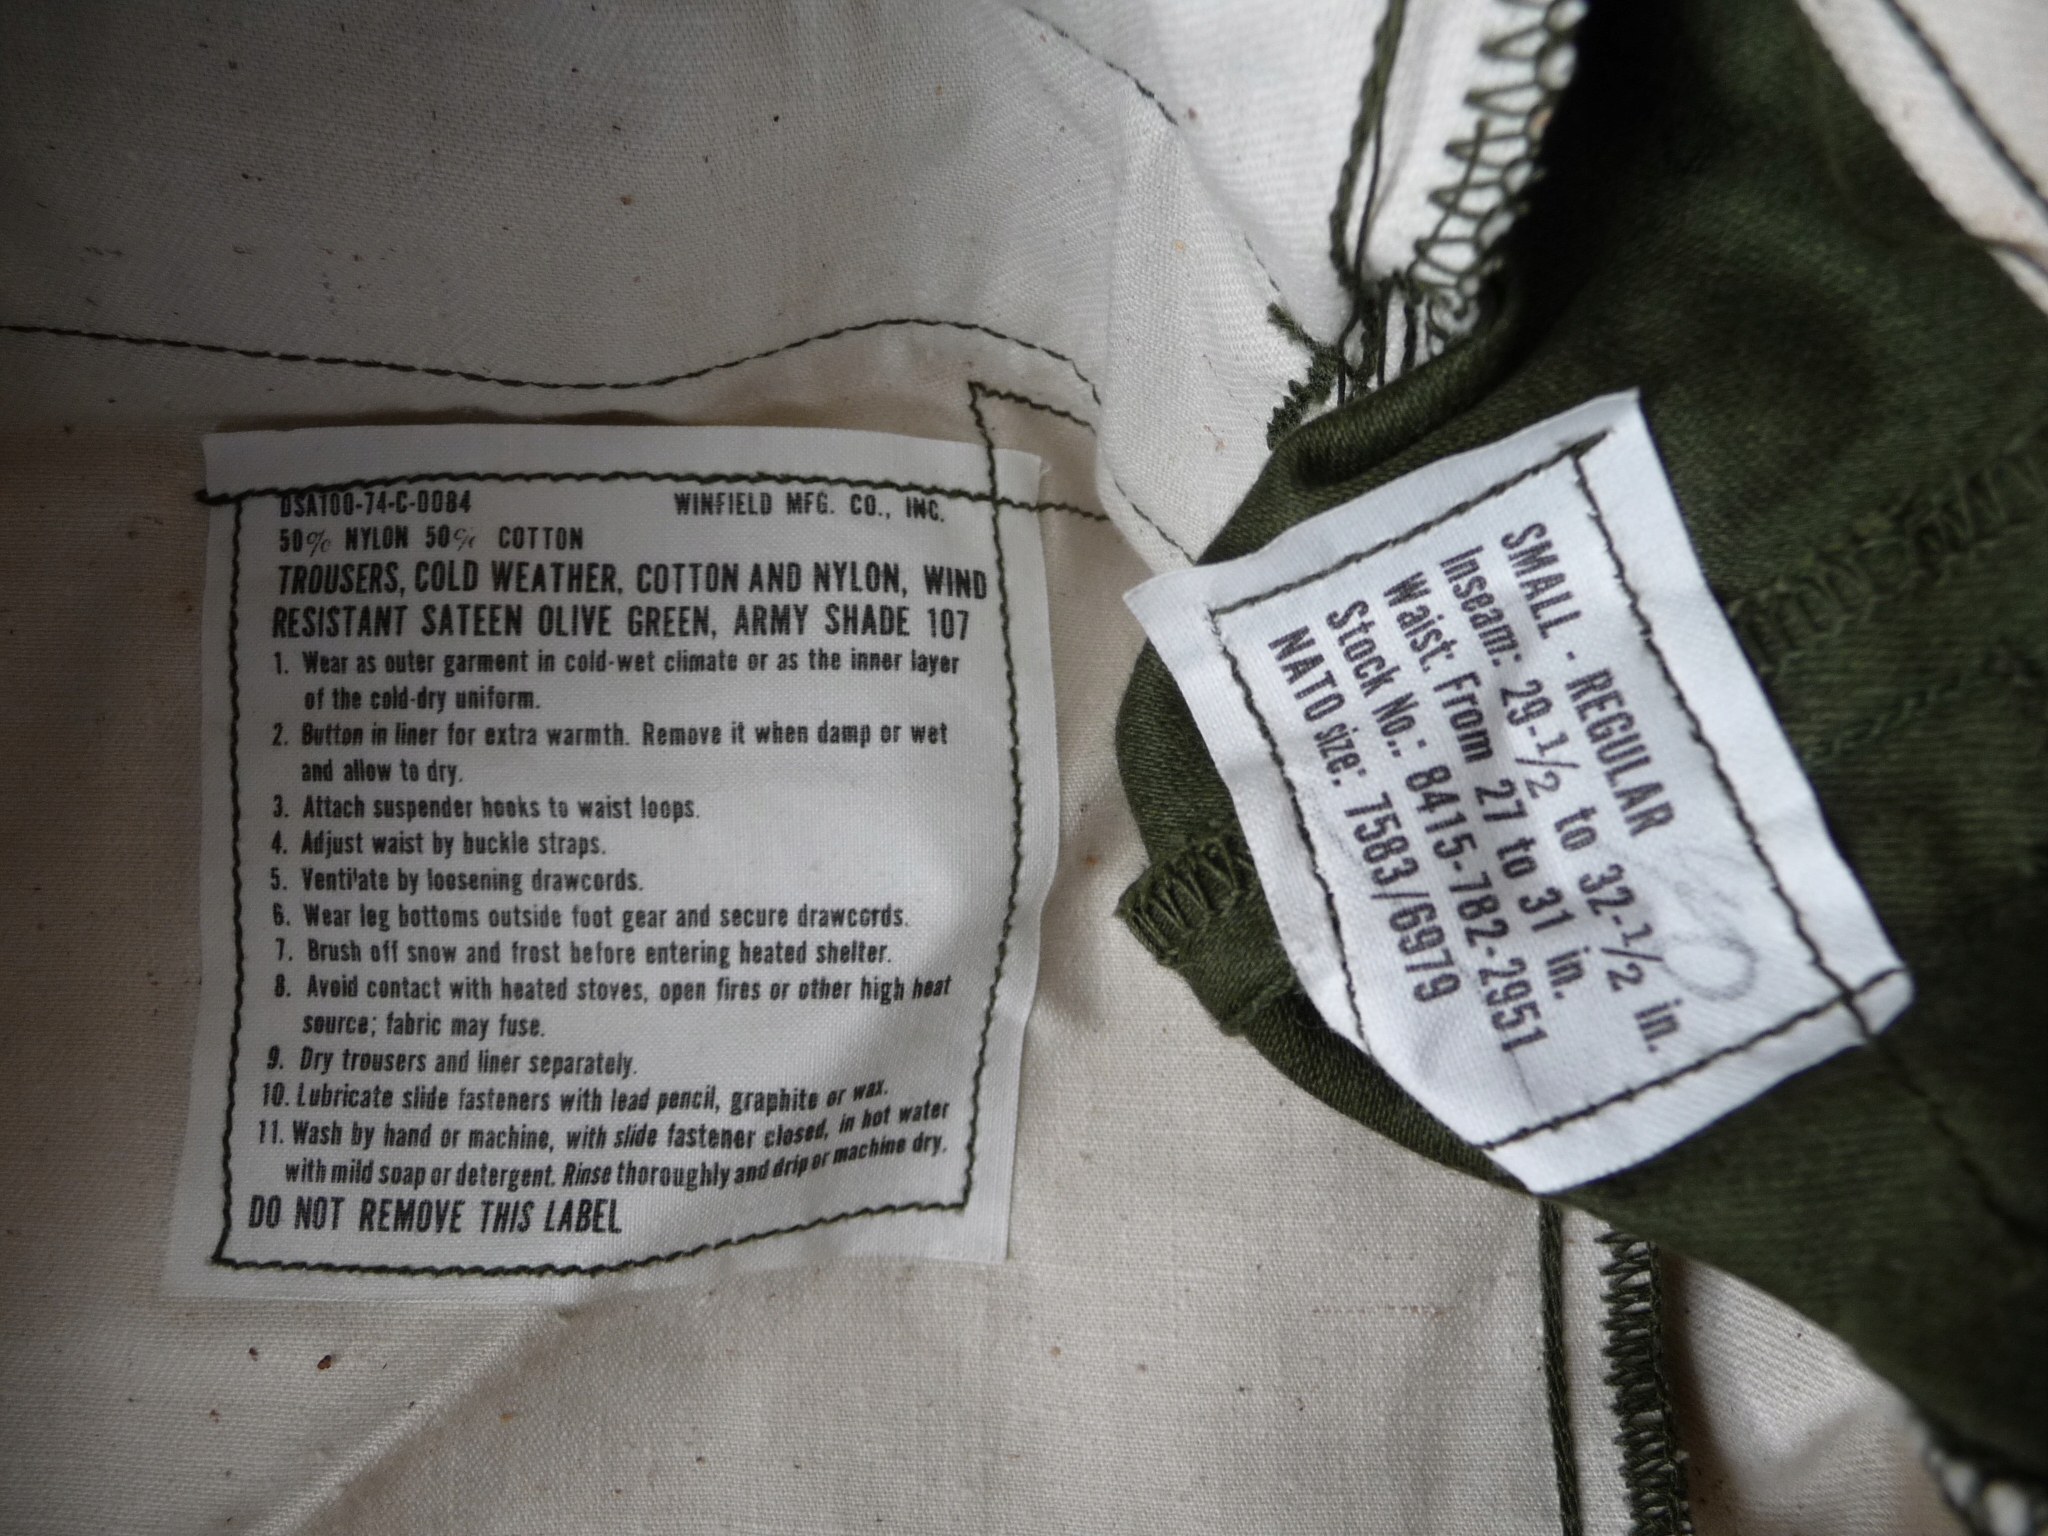 DSA100-74-C-0084 WINFIELD MFG. CO., INC.
50% NYLON 50% COTTON
TROUSERS, COLD WEATHER, COTTON AND NYLON, WIND
RESISTANT SATEEN OLIVE GREEN, ARMY SHADE 107
1. Wear as outer garment in cold-wet climate or as the inner layer
of the cold-dry uniform.
2. Button in liner for extra warmth. Remove it when damp or wet
and allow to dry.
3. Attach suspender hooks to waist loops.
4. Adjust waist by buckle straps.
5. Ventilate by loosening drawcords.
6. Wear leg bottoms outside foot gear and secure drawcords.
7. Brush off snow and frost before entering heated shelter.
8. Avoid contact with heated stoves, open fires or other high heat
source; fabric may fuse.
9. Dry trousers and liner separately.
10. Lubricate slide fasteners with lead pencil, graphite or wax.
11. Wash by hand or machine, with slide fastener closed, in hot water
with mild soap or detergent. Rinse thoroughly and drip or machine dry.
DO NOT REMOVE THIS LABEL
SMALL - REGULAR
Inseam: 29-1/2 to 32-1/2 in.
Waist: From 27 to 31 in.
Stock No.: 8415-782-2951
NATO size: 7583/6979